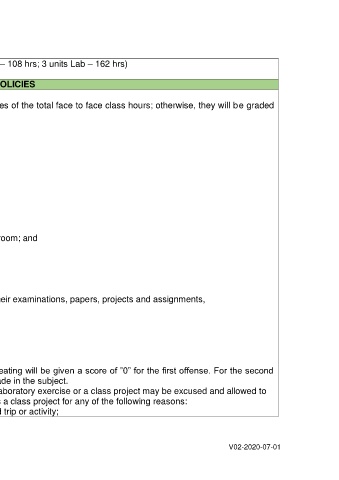 – 108 hrs; 3 units Lab – 162 hrs)
OLICIES
es of the total face to face class hours; otherwise, they will be graded
room; and
eir examinations, papers, projects and assignments,
eating will be given a score of "0" for the first offense. For the second
de in the subject.
aboratory exercise or a class project may be excused and allowed to
s a class project for any of the following reasons:
d trip or activity;
V02-2020-07-01